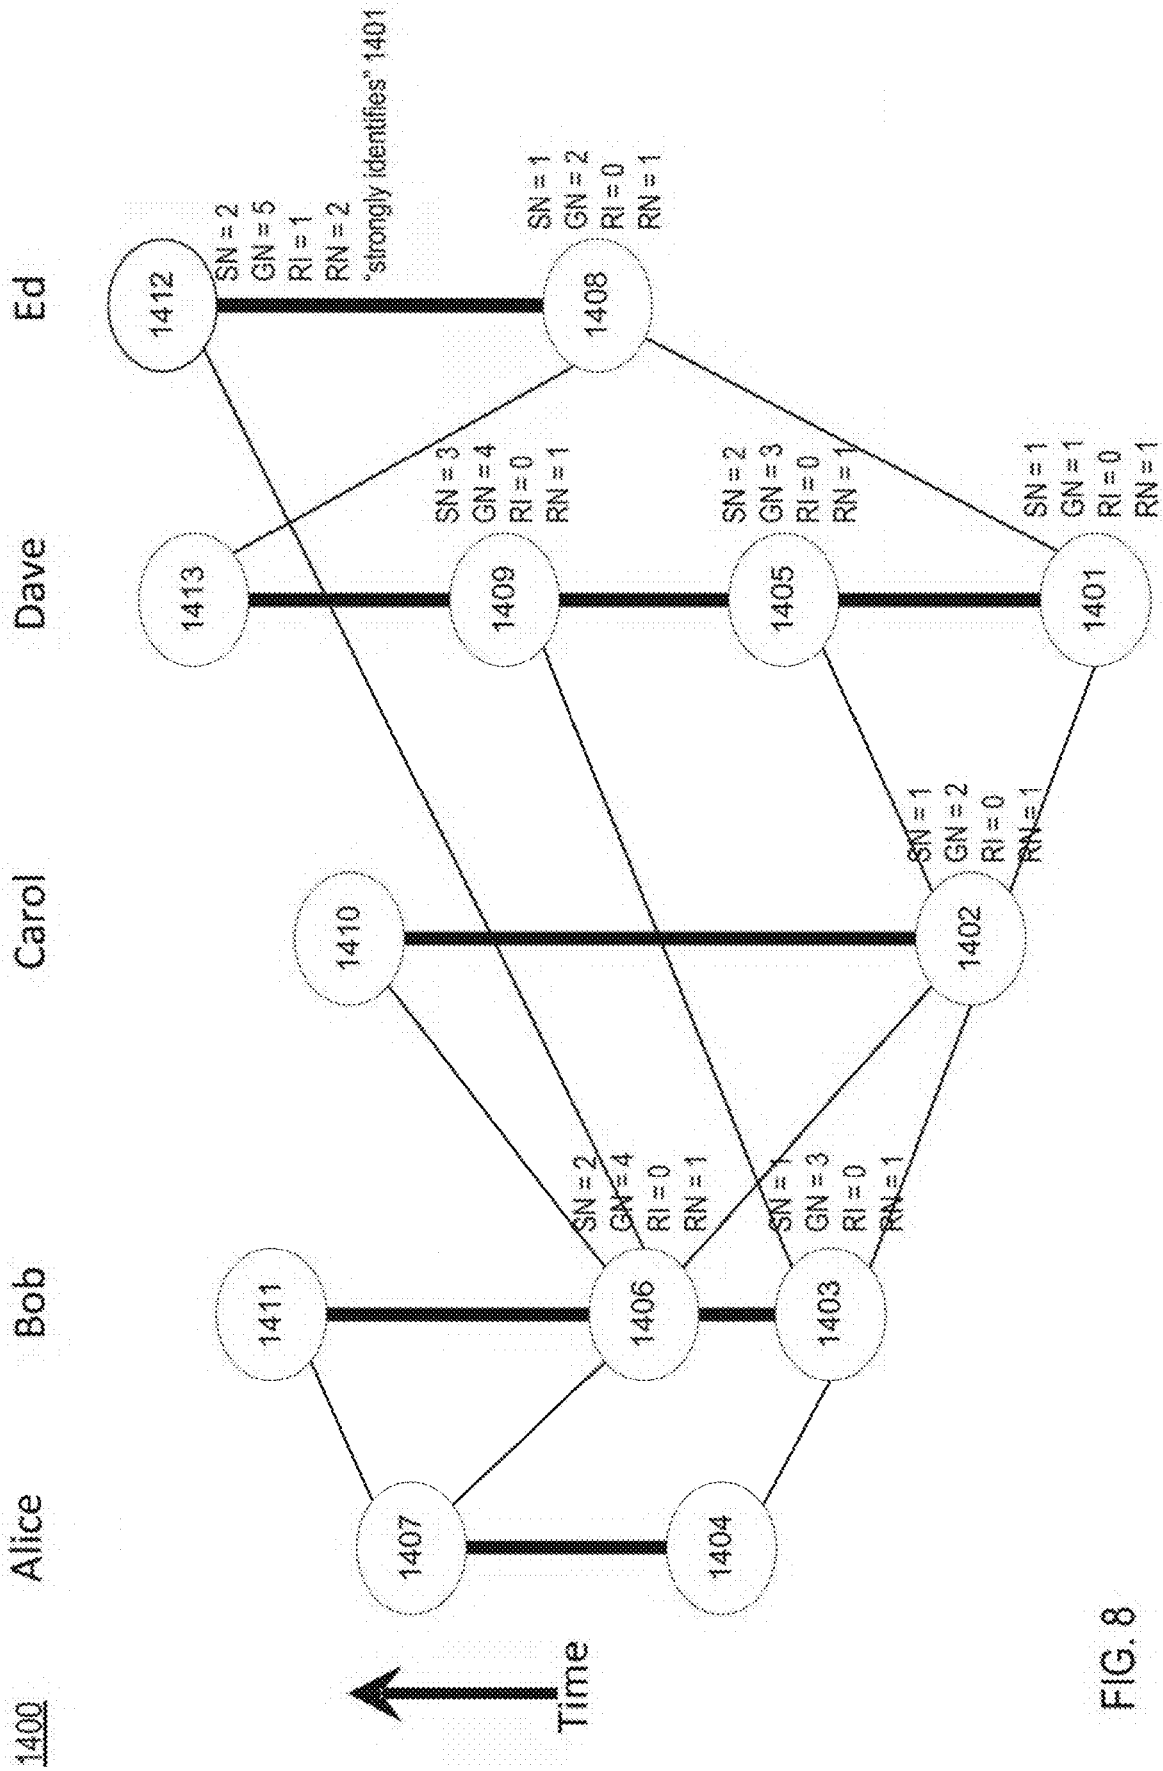 1400
Alice
Bob
Carol
Dave
Ed
Time
1412
SN = 2
GN = 5
RI = 1
RN = 2
"strongly identifies" 1401
1413
1411
1410
1407
1409
SN = 3
GN = 4
RI = 0
RN = 1
1408
SN = 1
GN = 2
RI = 0
RN = 1
1406
SN = 2
GN = 4
RI = 0
RN = 1
1404
1405
SN = 2
GN = 3
RI = 0
RN = 1
1403
SN = 1
GN = 3
RI = 0
RN = 1
1402
SN = 1
GN = 2
RI = 0
RN = 1
1401
SN = 1
GN = 1
RI = 0
RN = 1
FIG. 8